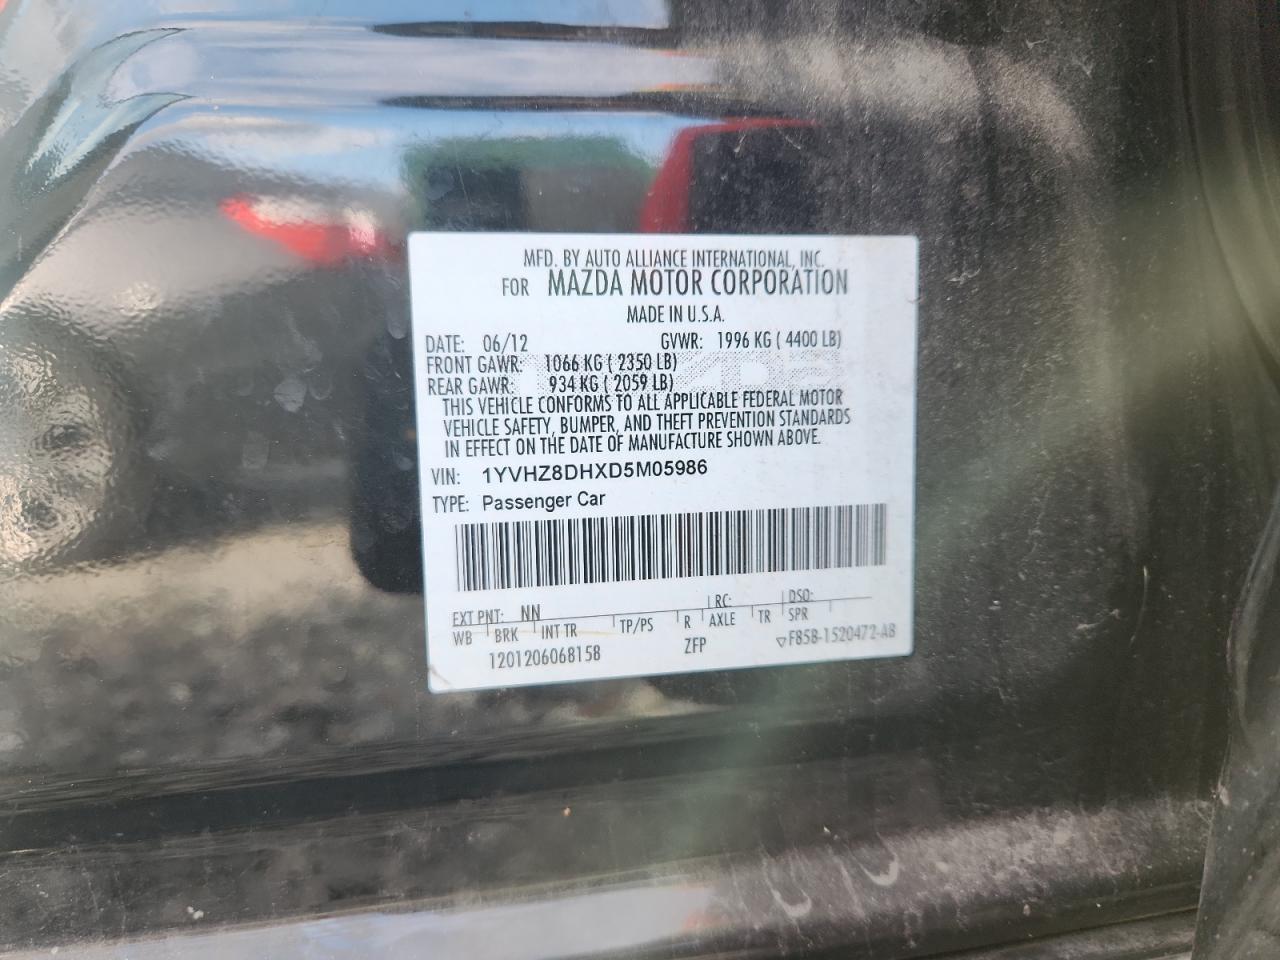 MFD. BY AUTO ALLIANCE INTERNATIONAL, INC.
FOR MAZDA MOTOR CORPORATION
MADE IN U.S.A.
DATE: 06/12 GVWR: 1996 KG ( 4400 LB)
FRONT GAWR: 1066 KG ( 2350 LB)
REAR GAWR: 934 KG ( 2059 LB)
THIS VEHICLE CONFORMS TO ALL APPLICABLE FEDERAL MOTOR
VEHICLE SAFETY, BUMPER, AND THEFT PREVENTION STANDARDS
IN EFFECT ON THE DATE OF MANUFACTURE SHOWN ABOVE.
VIN: 1YVHZ8DHXD5M05986
TYPE: Passenger Car
EXT PNT: NN RC: DSO:
WB BRK INT TR TP/PS R AXLE TR SPR
1201206068158 ZFP F85B-1520472-AB